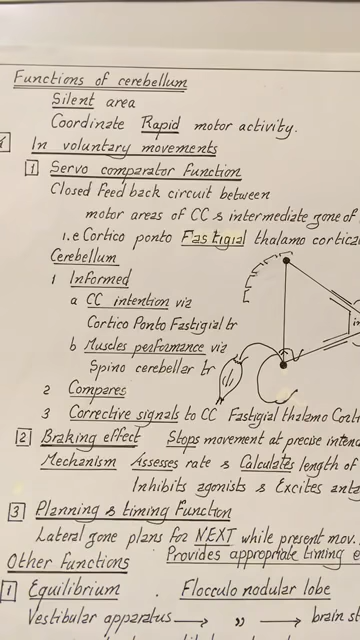 Functions of cerebellum
Silent area
Coordinate Rapid motor activity.
In voluntary movements
1 Servo comparator function
Closed feed back circuit between
motor areas of CC & intermediate zone of
i.e Cortico ponto Fastigial thalamo cortica
Cerebellum
1 Informed
a CC intention via
Cortico Ponto Fastigial tr
b Muscles performance via
Spino cerebellar tr
2 Compares
3 Corrective signals to CC Fastigial thalamo Corti
2 Braking effect Stops movement at precise inten
Mechanism Assesses rate & Calculates length of
Inhibits agonists & Excites anta
3 Planning & timing Function
Lateral gone plans for NEXT while present mov.
Other functions Provides appropriate timing
1 Equilibrium . Flocculo nodular lobe
Vestibular apparatus → " → brain st